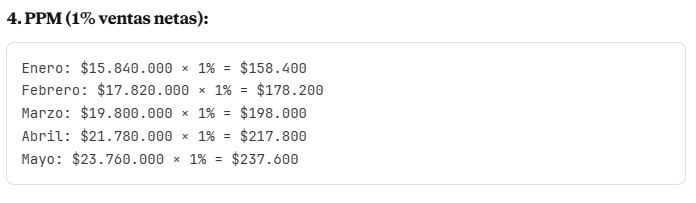 4. PPM (1% ventas netas):
Enero: $15.840.000 × 1% = $158.400
Febrero: $17.820.000 × 1% = $178.200
Marzo: $19.800.000 × 1% = $198.000
Abril: $21.780.000 × 1% = $217.800
Mayo: $23.760.000 × 1% = $237.600